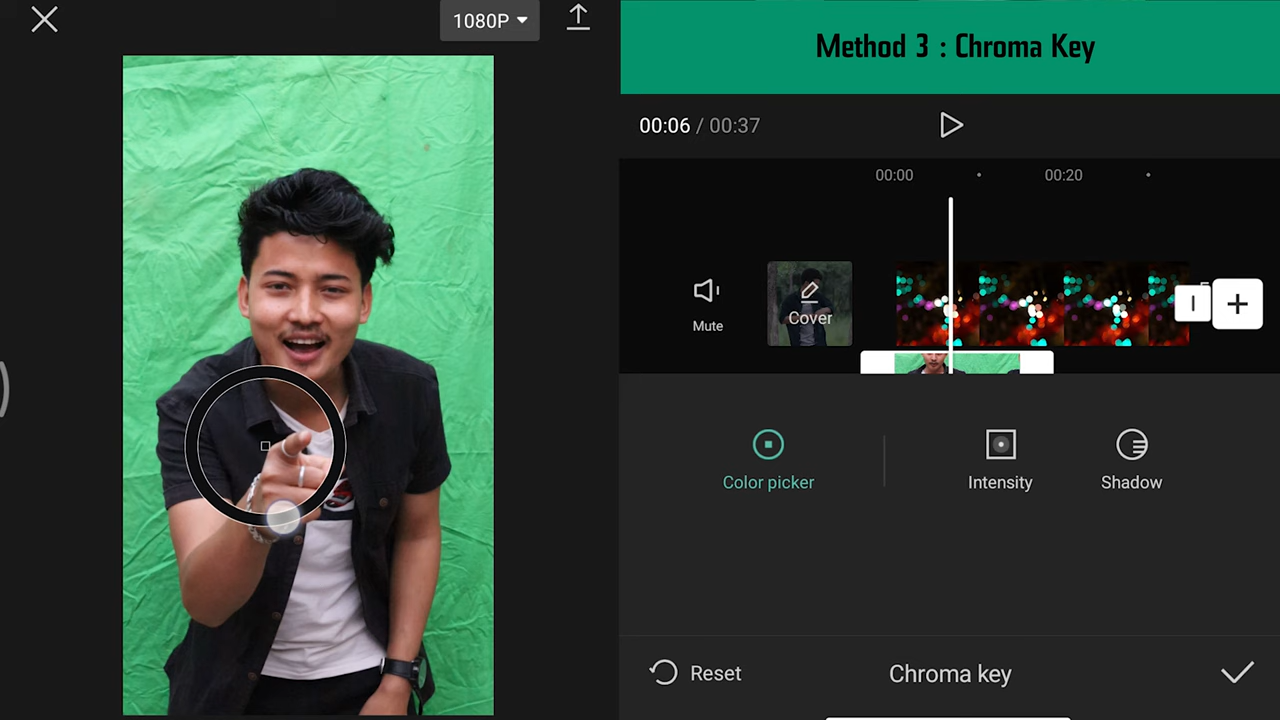 1080P
Method 3 : Chroma Key
00:06 / 00:37
00:00
00:20
Mute
Cover
Color picker
Intensity
Shadow
Reset
Chroma key